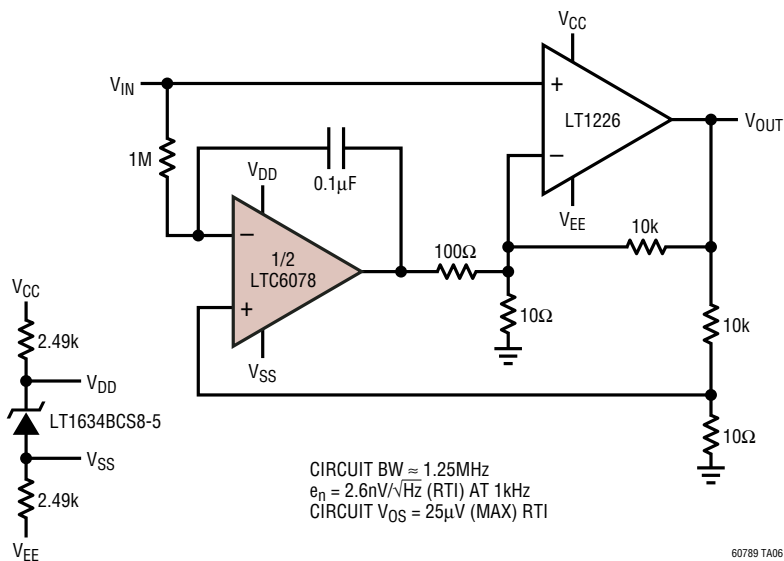 VCC
VIN
+
LT1226
VOUT
−
VEE
1M
0.1µF
VDD
−
1/2
LTC6078
+
VSS
100Ω
10k
10Ω
10k
10Ω
VCC
2.49k
VDD
LT1634BCS8-5
VSS
2.49k
VEE
CIRCUIT BW ≈ 1.25MHz
en = 2.6nV/√Hz (RTI) AT 1kHz
CIRCUIT VOS = 25µV (MAX) RTI
60789 TA06